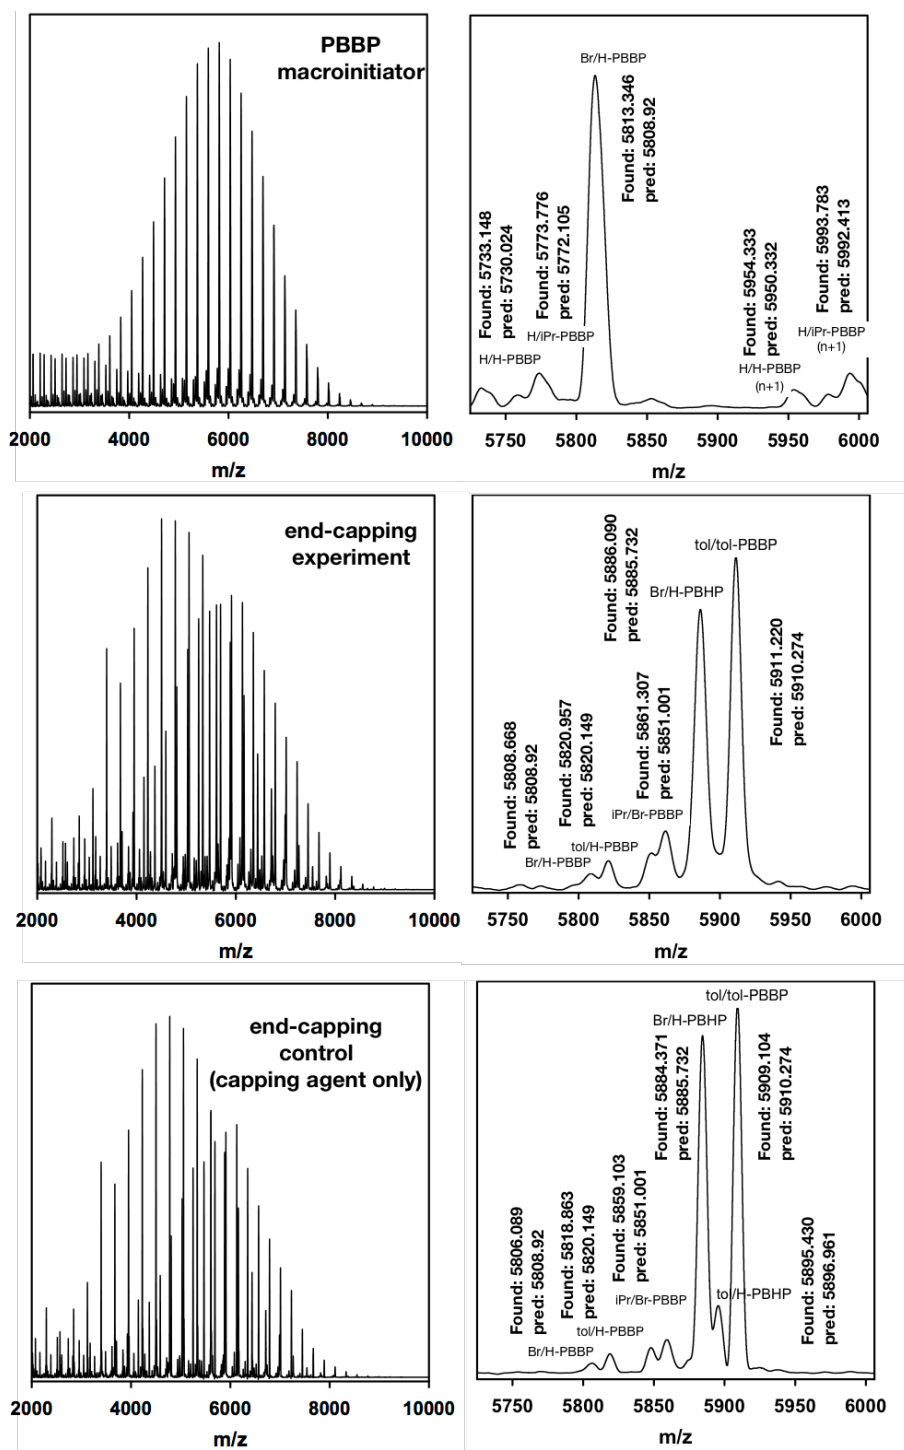 PBBP
macroinitiator
2000 4000 6000 8000 10000
m/z
Br/H-PBBP
Found: 5733.148
pred: 5730.024
H/H-PBBP
Found: 5773.776
pred: 5772.105
H/iPr-PBBP
Found: 5813.346
pred: 5808.92
Found: 5954.333
pred: 5950.332
H/H-PBBP
(n+1)
Found: 5993.783
pred: 5992.413
H/iPr-PBBP
(n+1)
5750 5800 5850 5900 5950 6000
m/z
end-capping
experiment
2000 4000 6000 8000 10000
m/z
Found: 5808.668
pred: 5808.92
Br/H-PBBP
Found: 5820.957
pred: 5820.149
tol/H-PBBP
Found: 5861.307
pred: 5851.001
iPr/Br-PBBP
Found: 5886.090
pred: 5885.732
Br/H-PBHP
tol/tol-PBBP
Found: 5911.220
pred: 5910.274
5750 5800 5850 5900 5950 6000
m/z
end-capping
control
(capping agent only)
2000 4000 6000 8000 10000
m/z
Found: 5806.089
pred: 5808.92
Br/H-PBBP
Found: 5818.863
pred: 5820.149
tol/H-PBBP
Found: 5859.103
pred: 5851.001
iPr/Br-PBBP
Found: 5884.371
pred: 5885.732
Br/H-PBHP
tol/tol-PBBP
Found: 5909.104
pred: 5910.274
tol/H-PBHP
Found: 5895.430
pred: 5896.961
5750 5800 5850 5900 5950 6000
m/z